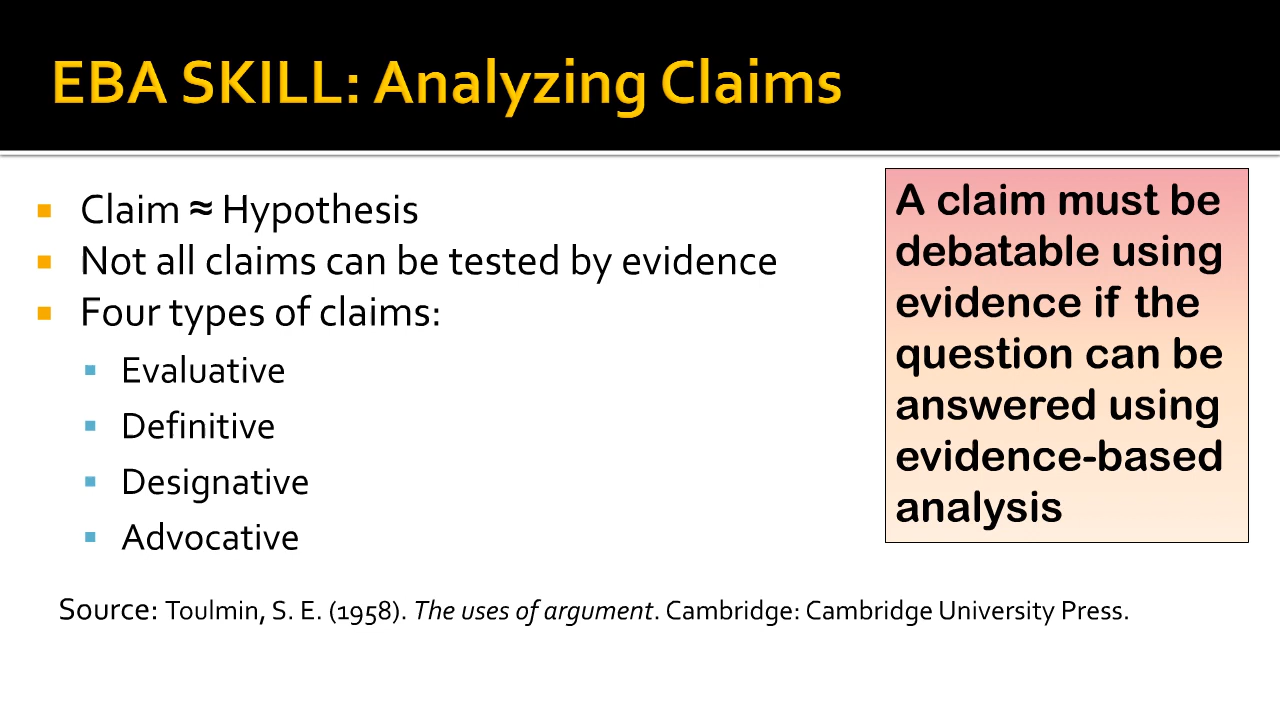 EBA SKILL: Analyzing Claims
Claim ≈ Hypothesis
Not all claims can be tested by evidence
Four types of claims:
Evaluative
Definitive
Designative
Advocative
A claim must be
debatable using
evidence if the
question can be
answered using
evidence-based
analysis
Source: Toulmin, S. E. (1958). The uses of argument. Cambridge: Cambridge University Press.